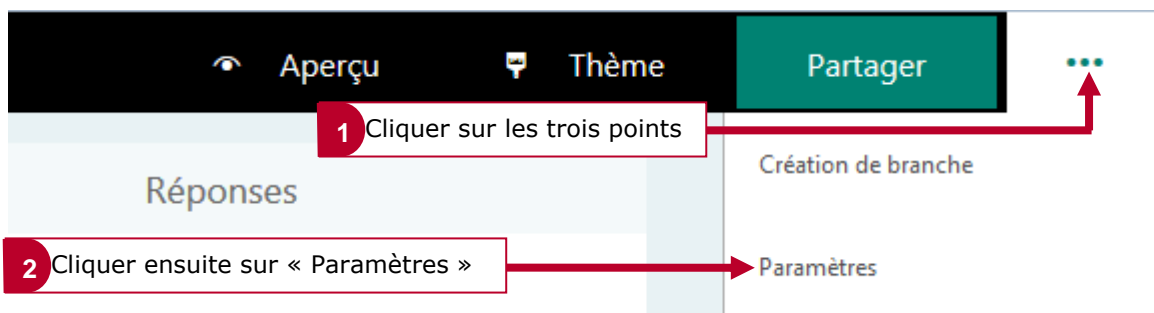 Aperçu Thème Partager •••
1 Cliquer sur les trois points
Création de branche
Réponses
2 Cliquer ensuite sur « Paramètres »
Paramètres